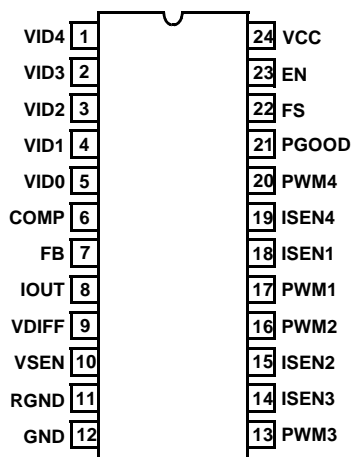 VID4 1 24 VCC
VID3 2 23 EN
VID2 3 22 FS
VID1 4 21 PGOOD
VID0 5 20 PWM4
COMP 6 19 ISEN4
FB 7 18 ISEN1
IOUT 8 17 PWM1
VDIFF 9 16 PWM2
VSEN 10 15 ISEN2
RGND 11 14 ISEN3
GND 12 13 PWM3